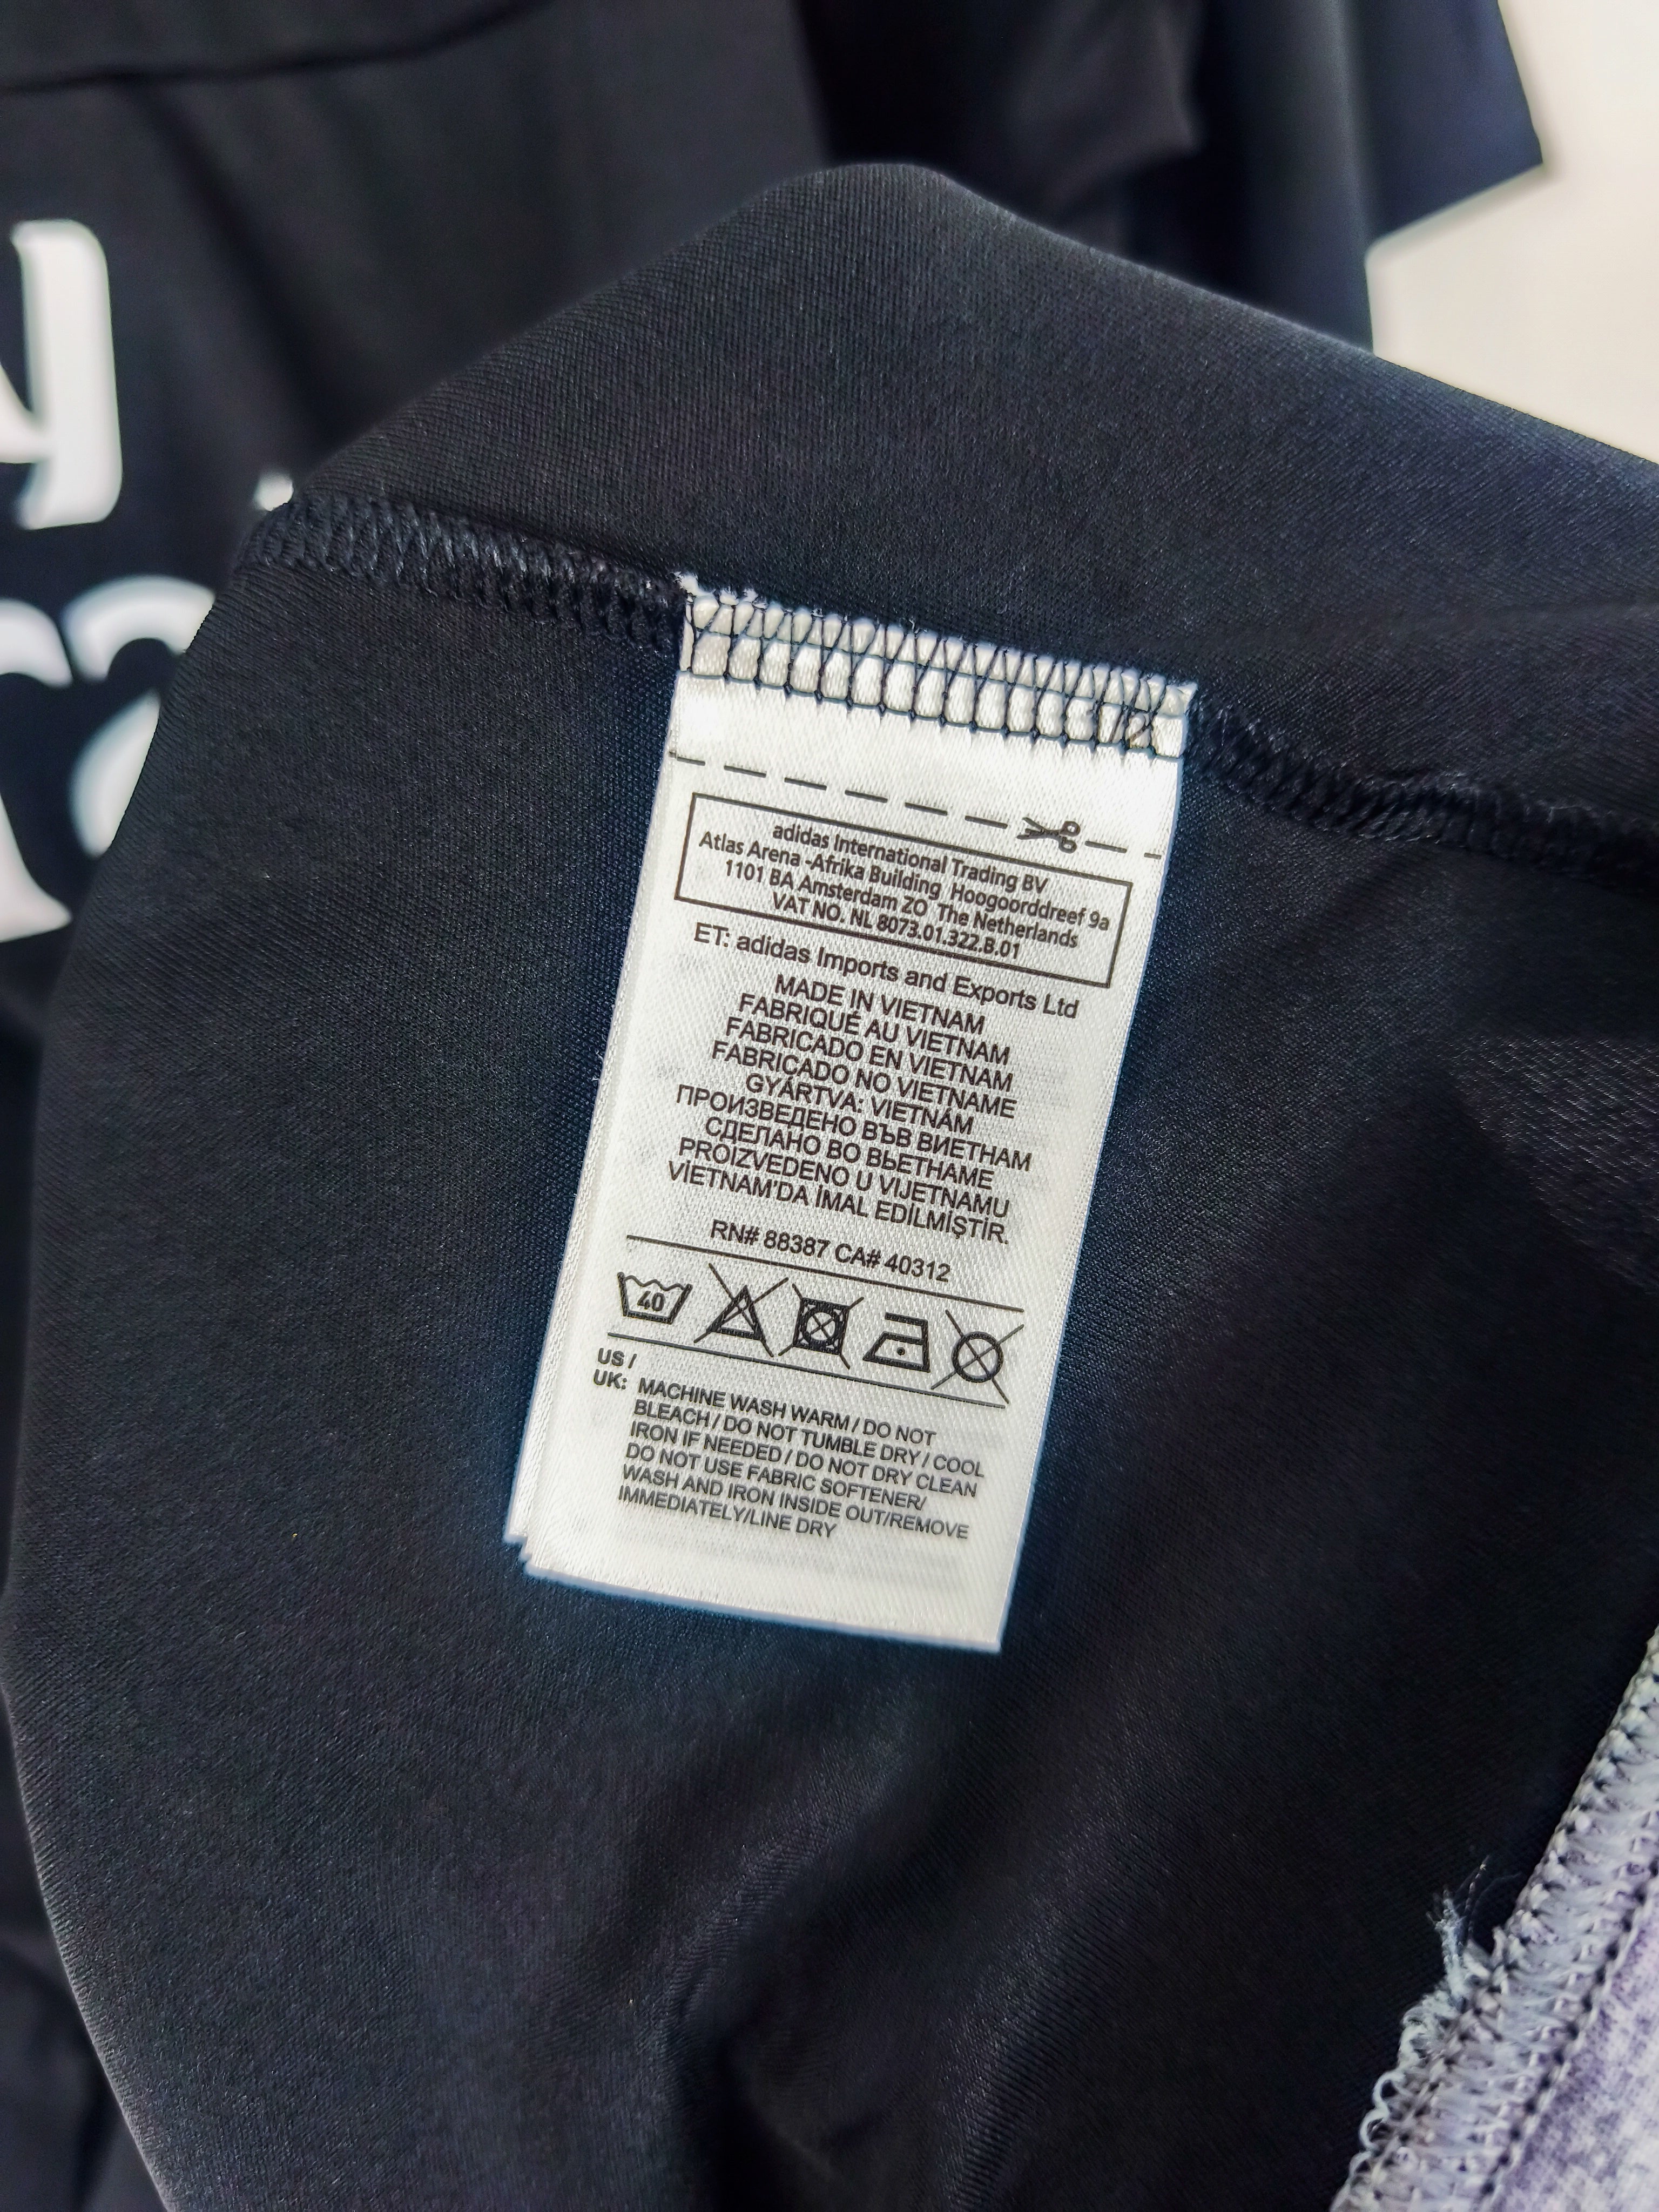 adidas International Trading BV
Atlas Arena -Afrika Building Hoogoorddreef 9a
1101 BA Amsterdam ZO The Netherlands
VAT NO. NL 8073.01.322.B.01
ET: adidas Imports and Exports Ltd
MADE IN VIETNAM
FABRIQUÉ AU VIETNAM
FABRICADO EN VIETNAM
FABRICADO NO VIETNAME
GYÁRTVA: VIETNÁM
ПРОИЗВЕДЕНО ВЪВ ВИЕТНАМ
СДЕЛАНО ВО ВЬЕТНАМЕ
PROIZVEDENO U VIJETNAMU
VİETNAM'DA İMAL EDİLMİŞTİR.
RN# 88387 CA# 40312
40
US /
UK: MACHINE WASH WARM / DO NOT
BLEACH / DO NOT TUMBLE DRY / COOL
IRON IF NEEDED / DO NOT DRY CLEAN
DO NOT USE FABRIC SOFTENER/
WASH AND IRON INSIDE OUT/REMOVE
IMMEDIATELY/LINE DRY